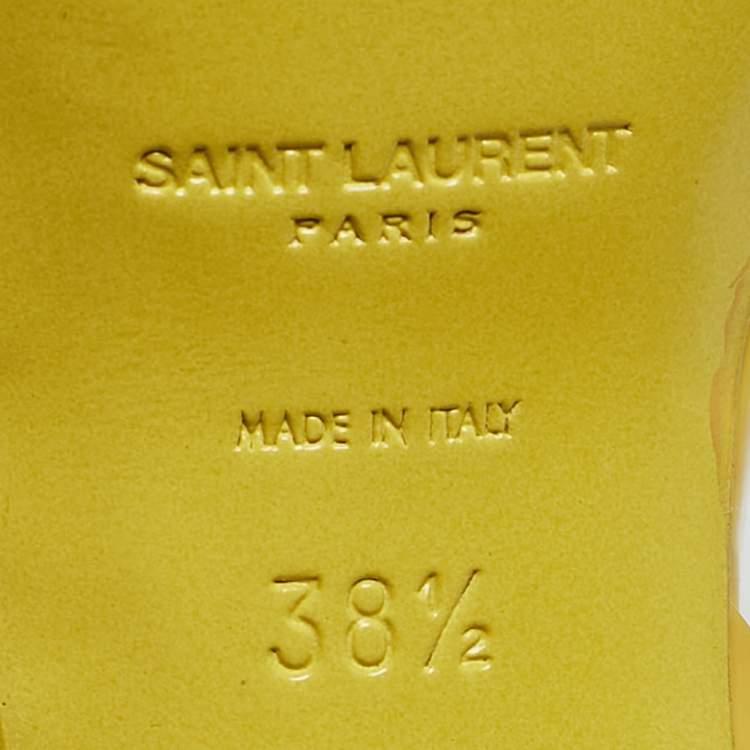 SAINT LAURENT
PARIS
MADE IN ITALY
38½